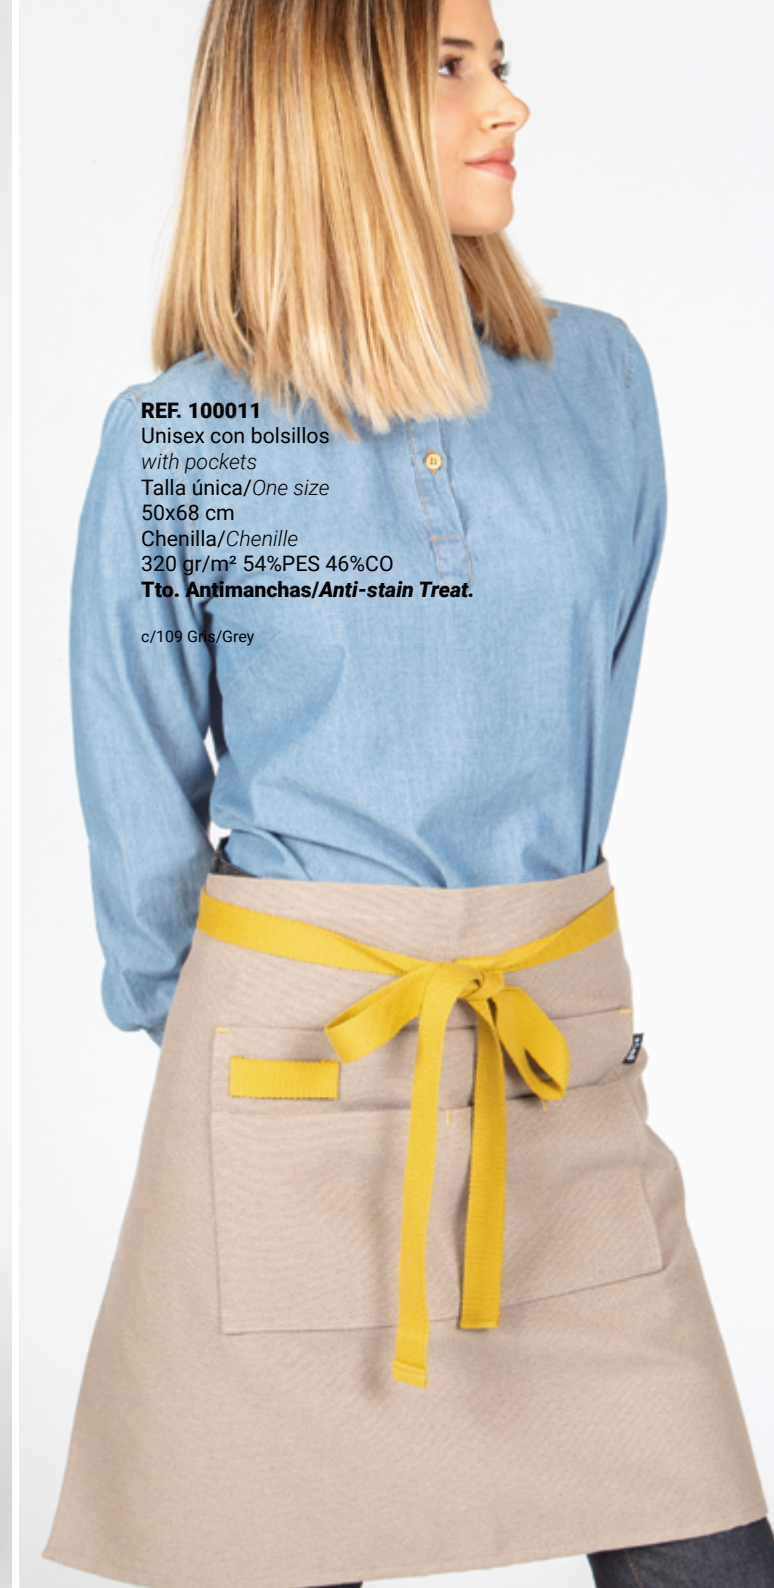 REF. 100011
Unisex con bolsillos
with pockets
Talla única/One size
50x68 cm
Chenilla/Chenille
320 gr/m² 54%PES 46%CO
Tto. Antimanchas/Anti-stain Treat.
c/109 Gris/Grey